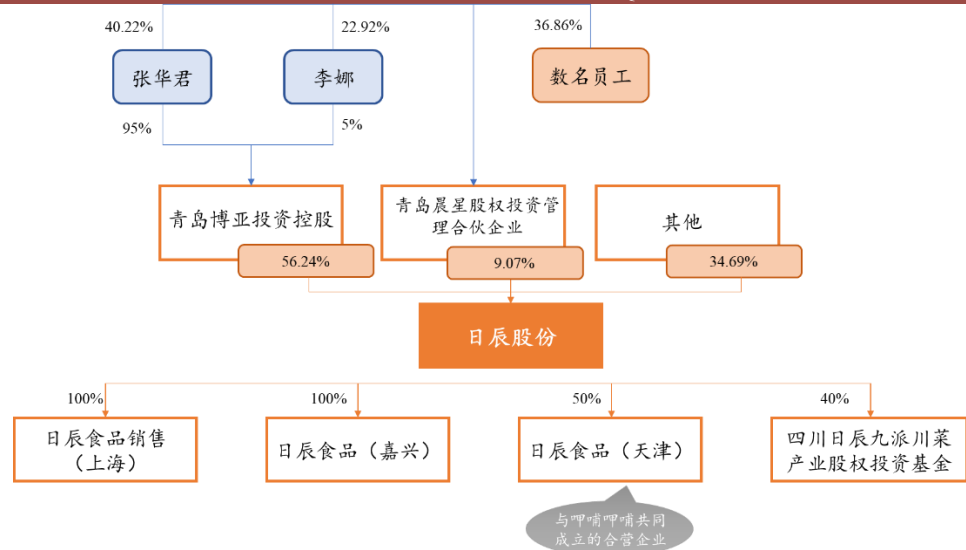 40.22%
22.92%
36.86%
张华君
李娜
数名员工
95%
5%
青岛博亚投资控股
青岛晨星股权投资管
理合伙企业
其他
56.24%
9.07%
34.69%
日辰股份
100%
100%
50%
40%
日辰食品销售
（上海）
日辰食品（嘉兴）
日辰食品（天津）
四川日辰九派川菜
产业股权投资基金
与呷哺呷哺共同
成立的合营企业